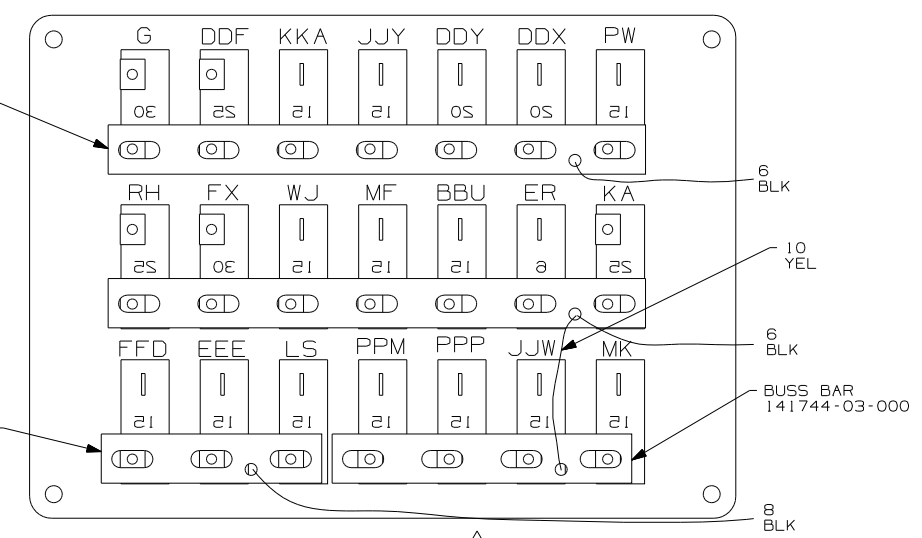 G DDF KKA JJY DDY DDX PW
30 25 15 15 20 20 15
6
BLK
RH FX WJ MF BBU ER KA
25 30 15 15 15 6 25
10
YEL
6
BLK
FFD EEE LS PPM PPP JJW MK
15 15 15 15 15 15 15
BUSS BAR
141744-03-000
8
BLK